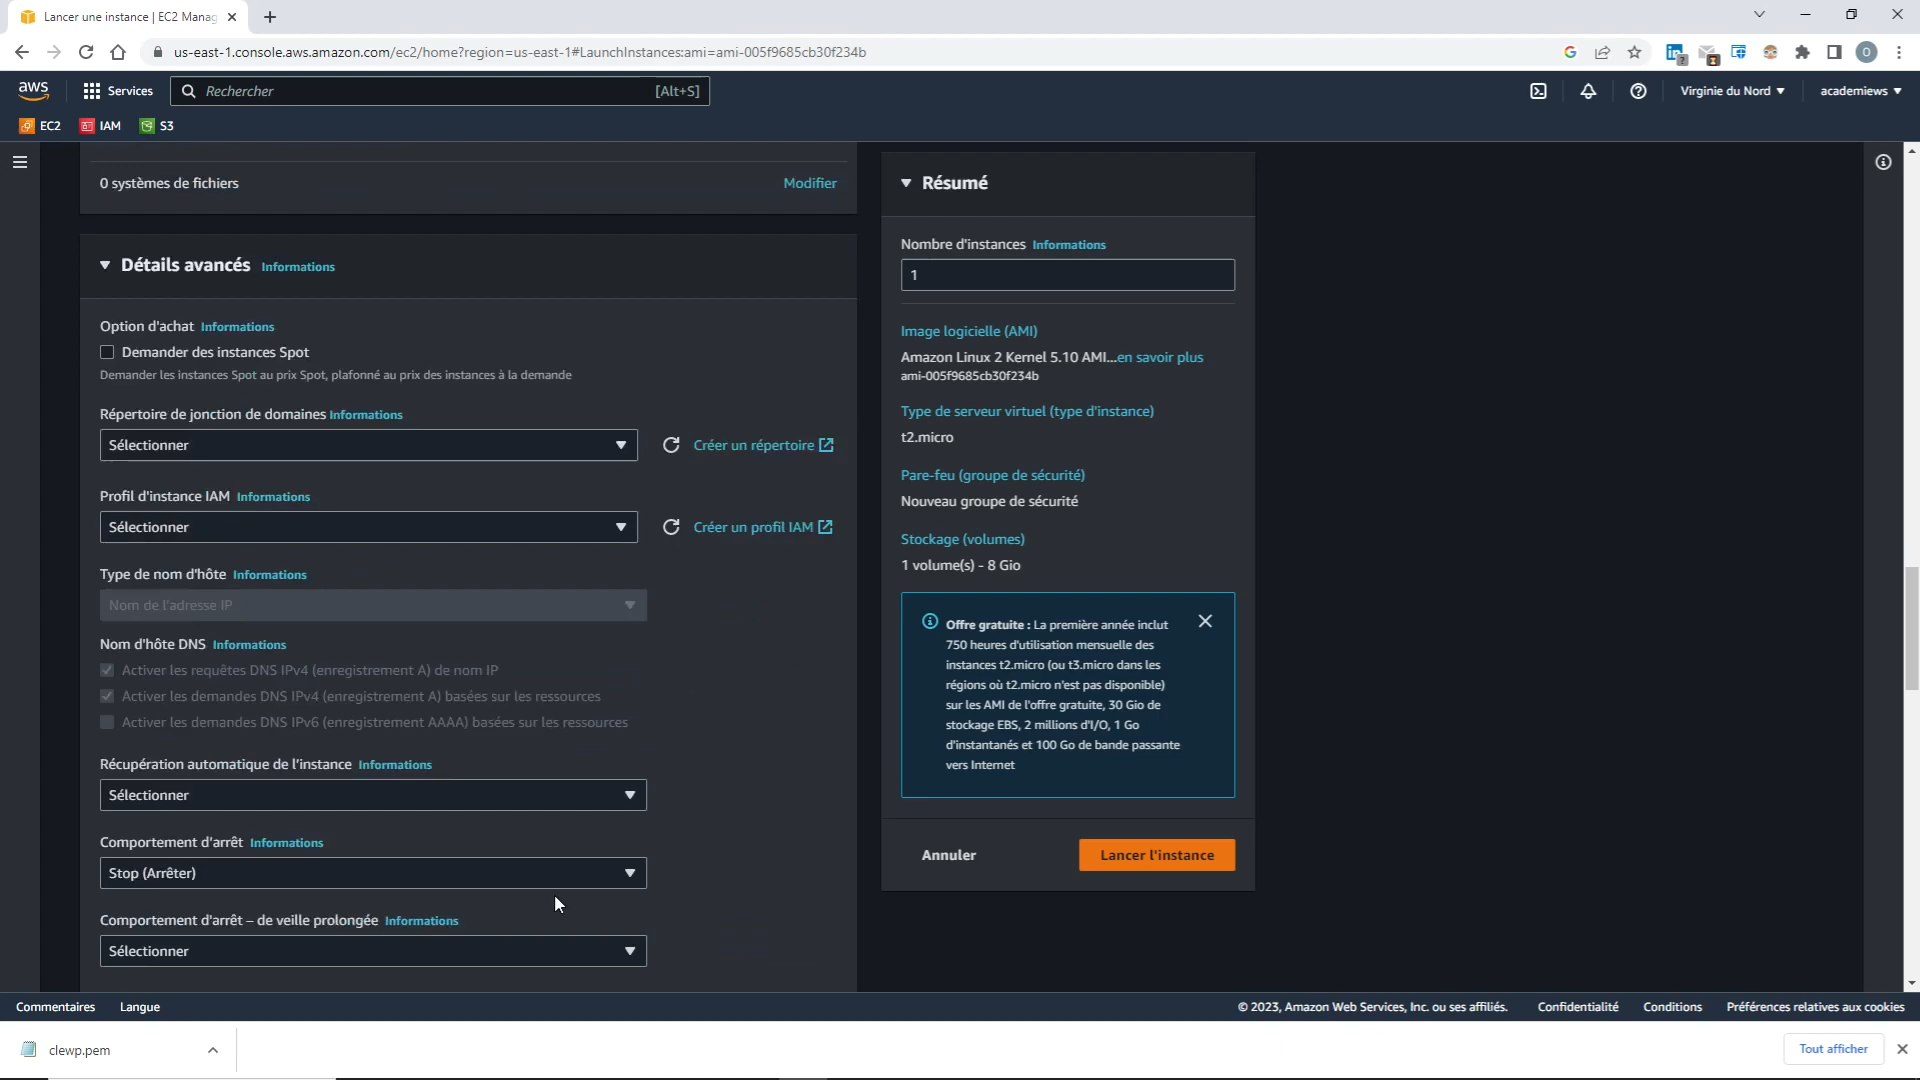 Lancer une instance | EC2 Manag
us-east-1.console.aws.amazon.com/ec2/home?region=us-east-1#LaunchInstances:ami=ami-005f9685cb30f234b
O
aws
Services
Rechercher
[Alt+S]
Virginie du Nord
academiews
EC2
IAM
S3
0 systèmes de fichiers
Modifier
Détails avancés Informations
Option d'achat Informations
Demander des instances Spot
Demander les instances Spot au prix Spot, plafonné au prix des instances à la demande
Répertoire de jonction de domaines Informations
Sélectionner
Créer un répertoire
Profil d'instance IAM Informations
Sélectionner
Créer un profil IAM
Type de nom d'hôte Informations
Nom de l'adresse IP
Nom d'hôte DNS Informations
Activer les requêtes DNS IPv4 (enregistrement A) de nom IP
Activer les demandes DNS IPv4 (enregistrement A) basées sur les ressources
Activer les demandes DNS IPv6 (enregistrement AAAA) basées sur les ressources
Récupération automatique de l'instance Informations
Sélectionner
Comportement d'arrêt Informations
Stop (Arrêter)
Comportement d'arrêt – de veille prolongée Informations
Sélectionner
Résumé
Nombre d'instances Informations
1
Image logicielle (AMI)
Amazon Linux 2 Kernel 5.10 AMI...en savoir plus
ami-005f9685cb30f234b
Type de serveur virtuel (type d'instance)
t2.micro
Pare-feu (groupe de sécurité)
Nouveau groupe de sécurité
Stockage (volumes)
1 volume(s) - 8 Gio
Offre gratuite : La première année inclut
750 heures d'utilisation mensuelle des
instances t2.micro (ou t3.micro dans les
régions où t2.micro n'est pas disponible)
sur les AMI de l'offre gratuite, 30 Gio de
stockage EBS, 2 millions d'I/O, 1 Go
d'instantanés et 100 Go de bande passante
vers Internet
Annuler
Lancer l'instance
Commentaires
Langue
© 2023, Amazon Web Services, Inc. ou ses affiliés.
Confidentialité
Conditions
Préférences relatives aux cookies
clewp.pem
Tout afficher